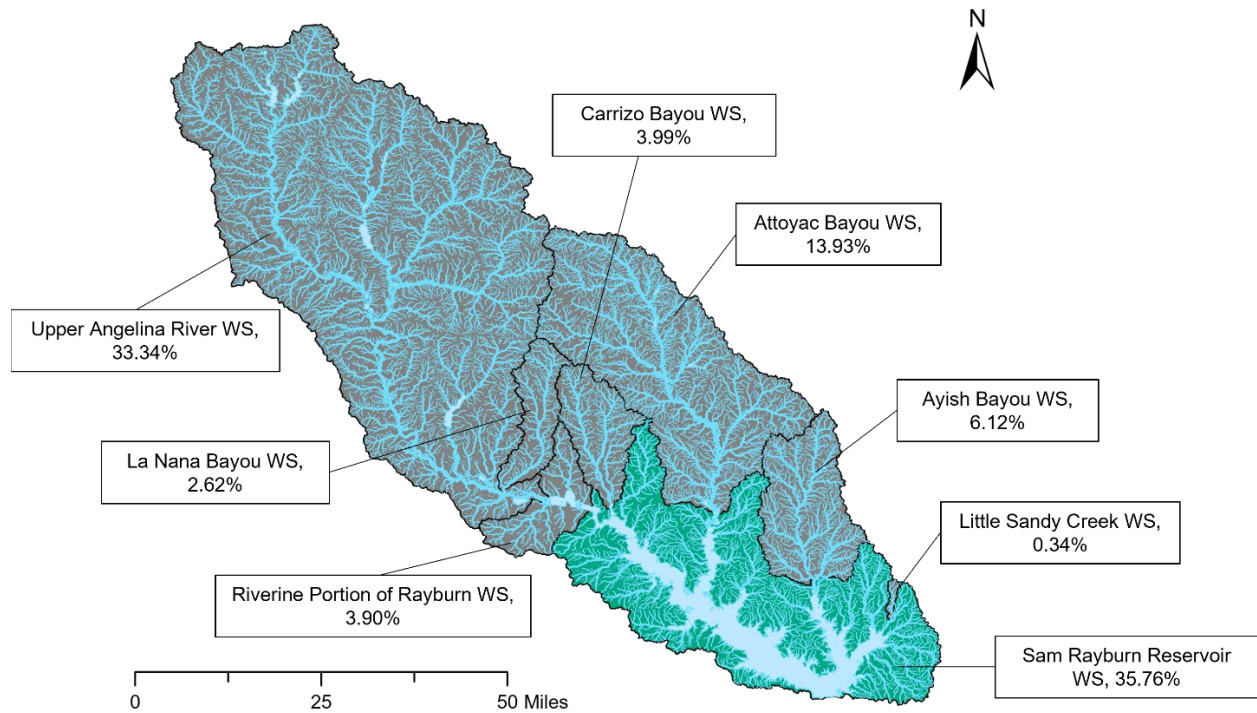 N
Carrizo Bayou WS,
3.99%
Attoyac Bayou WS,
13.93%
Upper Angelina River WS,
33.34%
Ayish Bayou WS,
6.12%
La Nana Bayou WS,
2.62%
Little Sandy Creek WS,
0.34%
Riverine Portion of Rayburn WS,
3.90%
Sam Rayburn Reservoir
WS, 35.76%
0 25 50 Miles